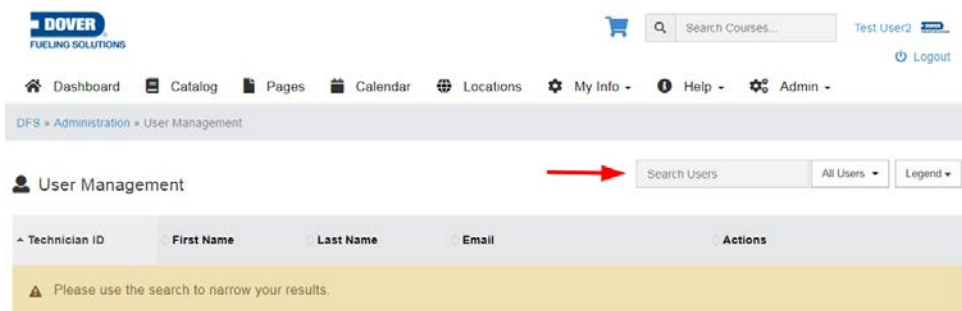 DOVER
FUELING SOLUTIONS
Search Courses...
Test User2
Logout
Dashboard Catalog Pages Calendar Locations My Info Help Admin
DFS » Administration » User Management
User Management
Search Users
All Users
Legend
Technician ID First Name Last Name Email Actions
Please use the search to narrow your results.